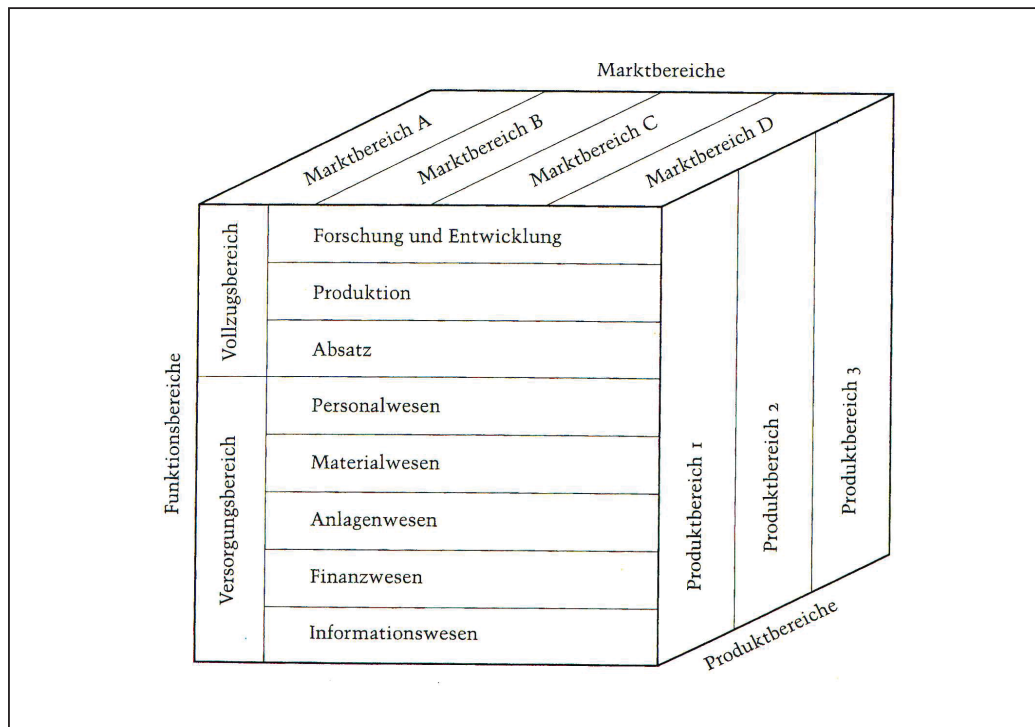 Marktbereiche
Marktbereich A
Marktbereich B
Marktbereich C
Marktbereich D
Funktionsbereiche
Vollzugsbereich
Forschung und Entwicklung
Produktion
Absatz
Versorgungsbereich
Personalwesen
Materialwesen
Anlagenwesen
Finanzwesen
Informationswesen
Produktbereich 1
Produktbereich 2
Produktbereich 3
Produktbereiche